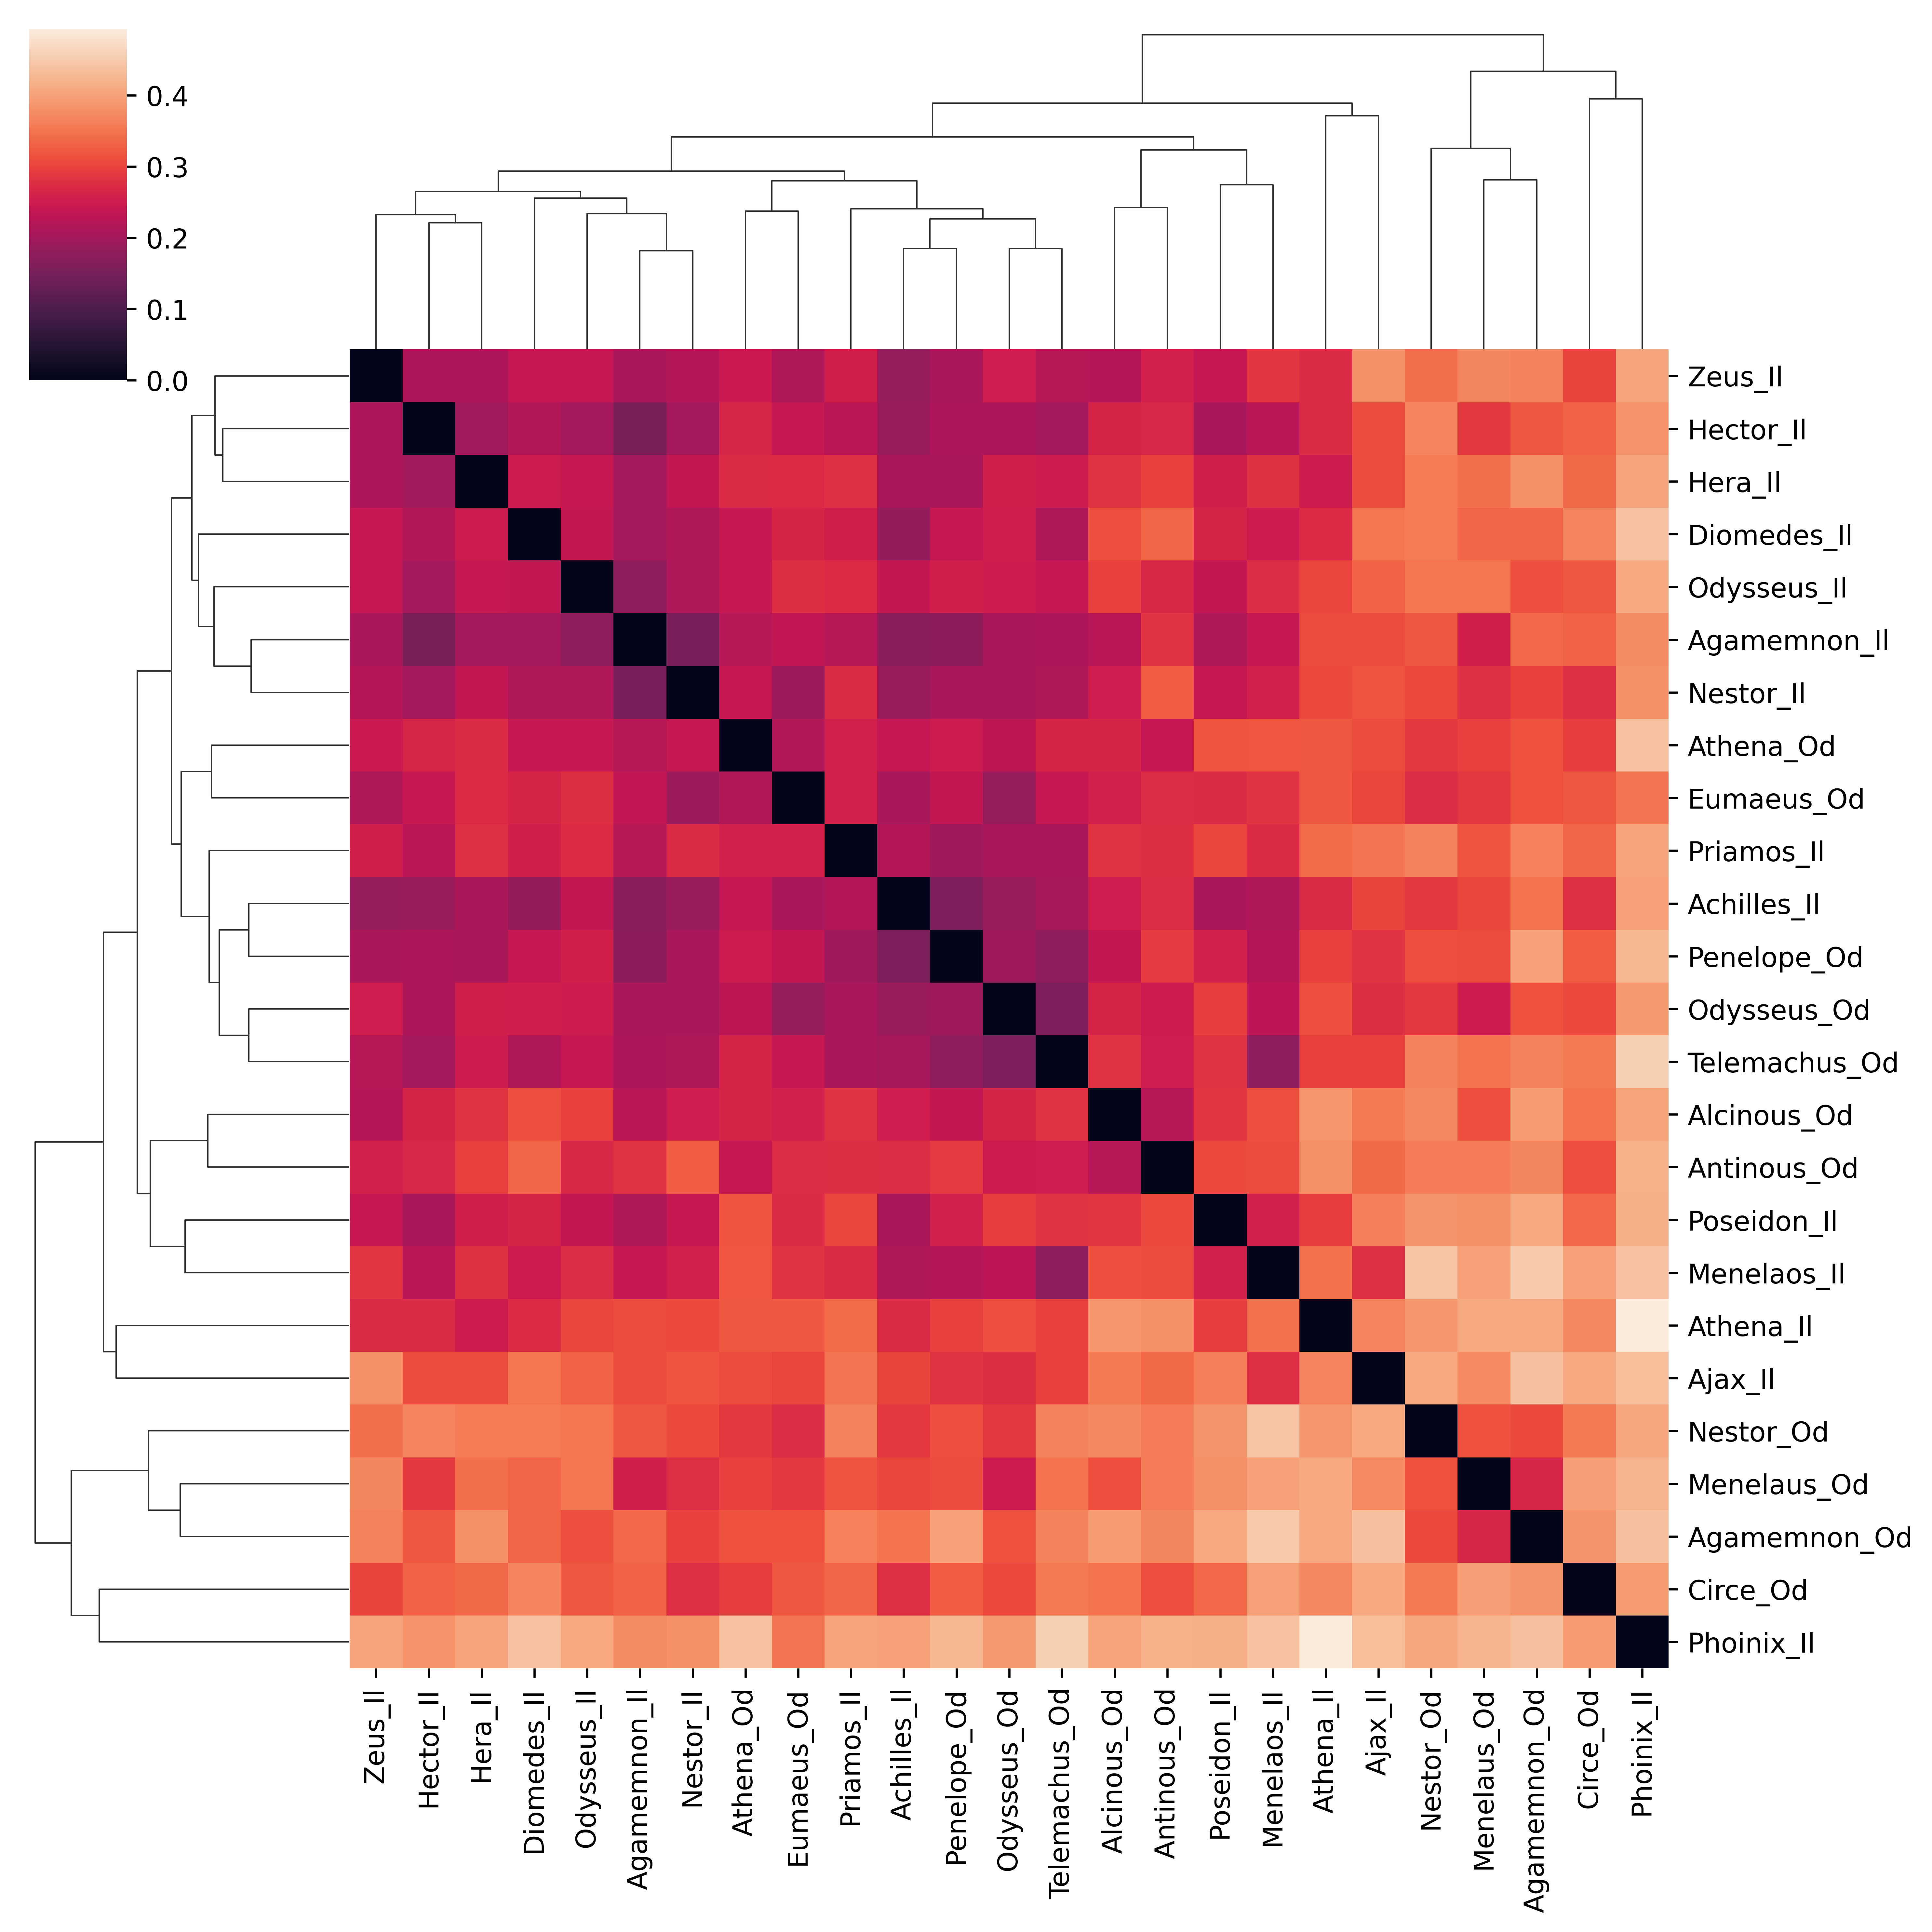 0.4
0.3
0.2
0.1
0.0
Zeus_Il
Hector_Il
Hera_Il
Diomedes_Il
Odysseus_Il
Agamemnon_Il
Nestor_Il
Athena_Od
Eumaeus_Od
Priamos_Il
Achilles_Il
Penelope_Od
Odysseus_Od
Telemachus_Od
Alcinous_Od
Antinous_Od
Poseidon_Il
Menelaos_Il
Athena_Il
Ajax_Il
Nestor_Od
Menelaus_Od
Agamemnon_Od
Circe_Od
Phoinix_Il
Zeus_Il
Hector_Il
Hera_Il
Diomedes_Il
Odysseus_Il
Agamemnon_Il
Nestor_Il
Athena_Od
Eumaeus_Od
Priamos_Il
Achilles_Il
Penelope_Od
Odysseus_Od
Telemachus_Od
Alcinous_Od
Antinous_Od
Poseidon_Il
Menelaos_Il
Athena_Il
Ajax_Il
Nestor_Od
Menelaus_Od
Agamemnon_Od
Circe_Od
Phoinix_Il